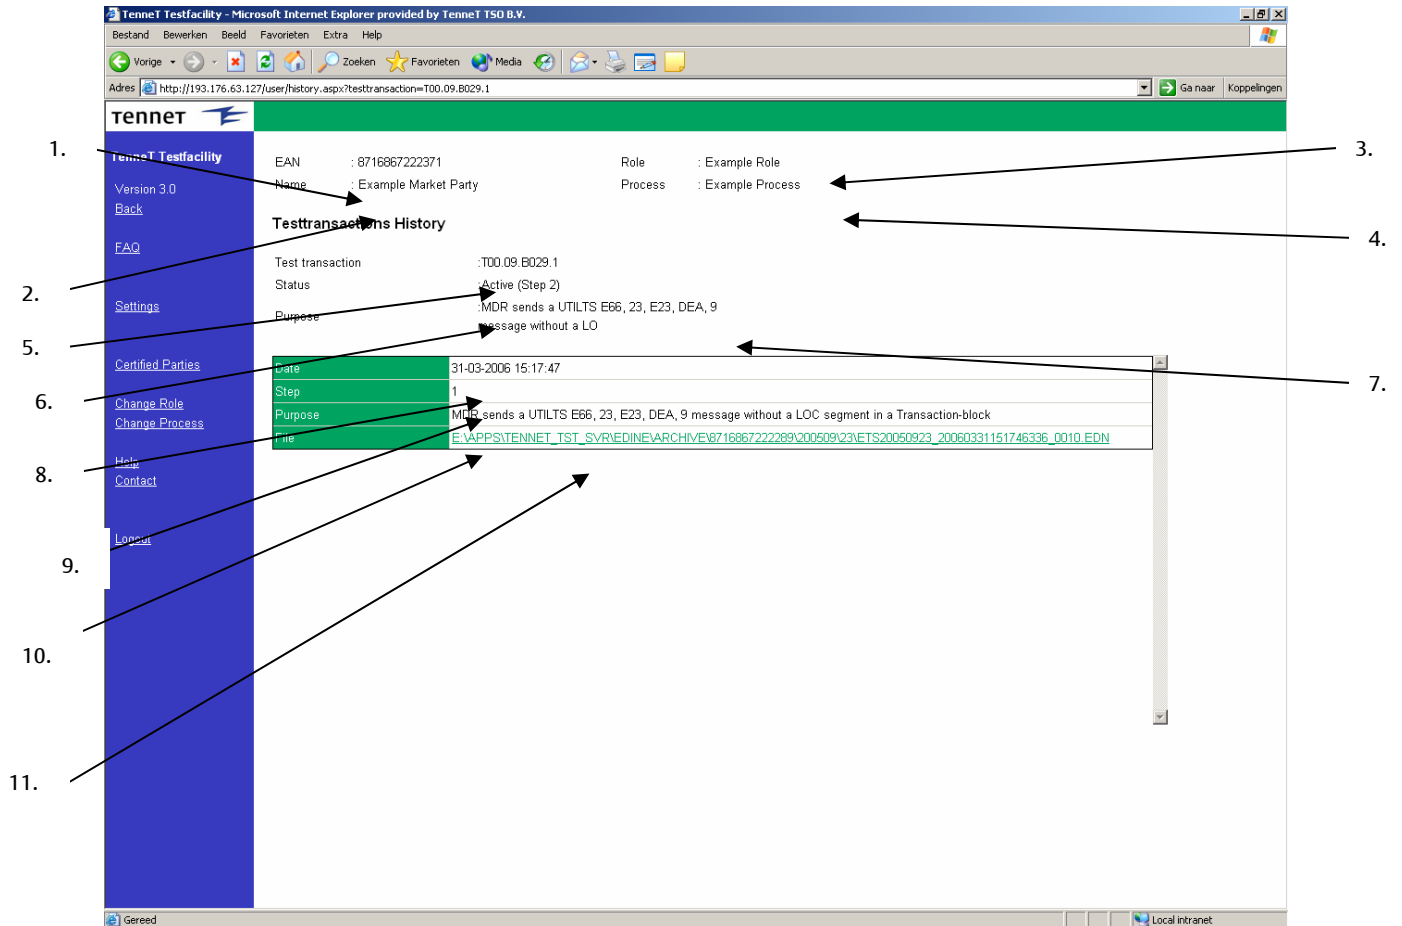 TenneT Testfacility - Microsoft Internet Explorer provided by TenneT TSO B.V.
Bestand Bewerken Beeld Favorieten Extra Help
Vorige Zoeken Favorieten Media
Adres http://193.176.63.127/user/history.aspx?testtransaction=T00.09.B029.1 Ga naar Koppelingen
TenneT
1.
TenneT Testfacility
EAN : 8716867222371 Role : Example Role
3.
Version 3.0
Name : Example Market Party Process : Example Process
Back
Testtransactions History
4.
FAQ
Test transaction :T00.09.B029.1
2.
Status :Active (Step 2)
Settings
Purpose :MDR sends a UTILTS E66, 23, E23, DEA, 9
message without a LO
5.
Certified Parties
Date 31-03-2006 15:17:47
7.
Step 1
6.
Change Role
Purpose MDR sends a UTILTS E66, 23, E23, DEA, 9 message without a LOC segment in a Transaction-block
Change Process
File E:\APPS\TENNET_TST_SVR\EDINE\ARCHIVE\8716867222289\200509\23\ETS20050923_20060331151746336_0010.EDN
Help
8.
Contact
Logout
9.
10.
11.
Gereed Local intranet